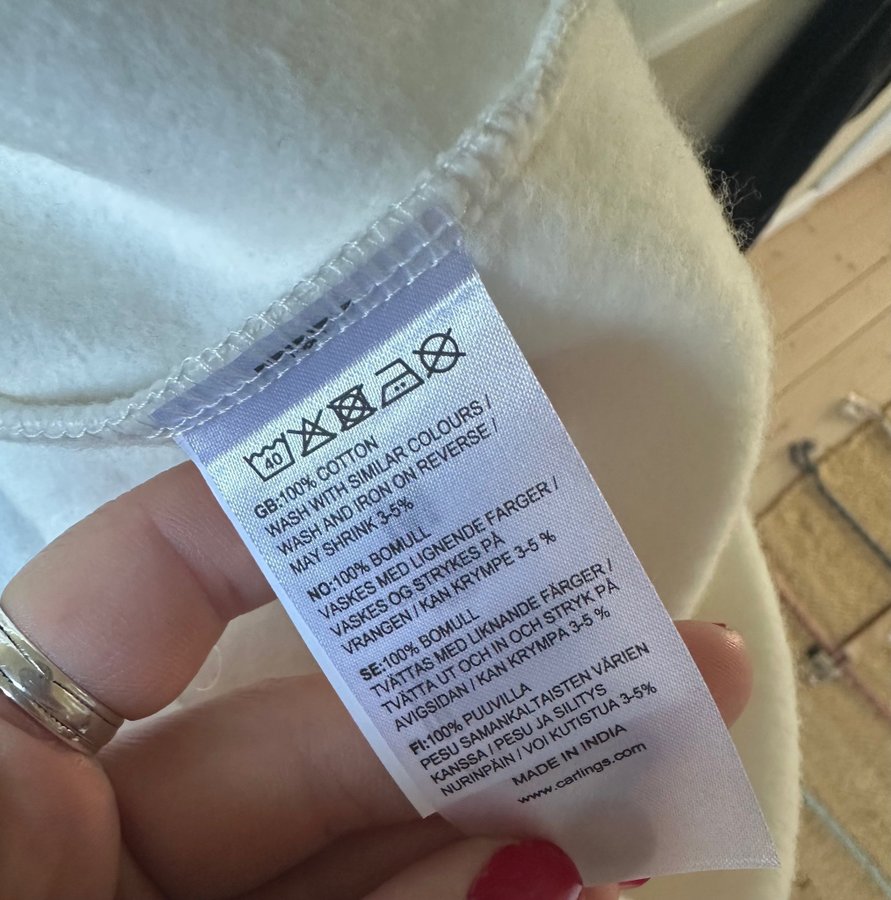 40
GB:100% COTTON
WASH WITH SIMILAR COLOURS /
WASH AND IRON ON REVERSE /
MAY SHRINK 3-5%
NO:100% BOMULL
VASKES MED LIGNENDE FARGER /
VASKES OG STRYKES PÅ
VRANGEN / KAN KRYMPE 3-5 %
SE:100% BOMULL
TVÄTTAS MED LIKNANDE FÄRGER /
TVÄTTA UT OCH IN OCH STRYK PÅ
AVIGSIDAN / KAN KRYMPA 3-5 %
FI:100% PUUVILLA
PESU SAMANKALTAISTEN VÄRIEN
KANSSA / PESU JA SILITYS
NURINPÄIN / VOI KUTISTUA 3-5%
MADE IN INDIA
www.carlings.com